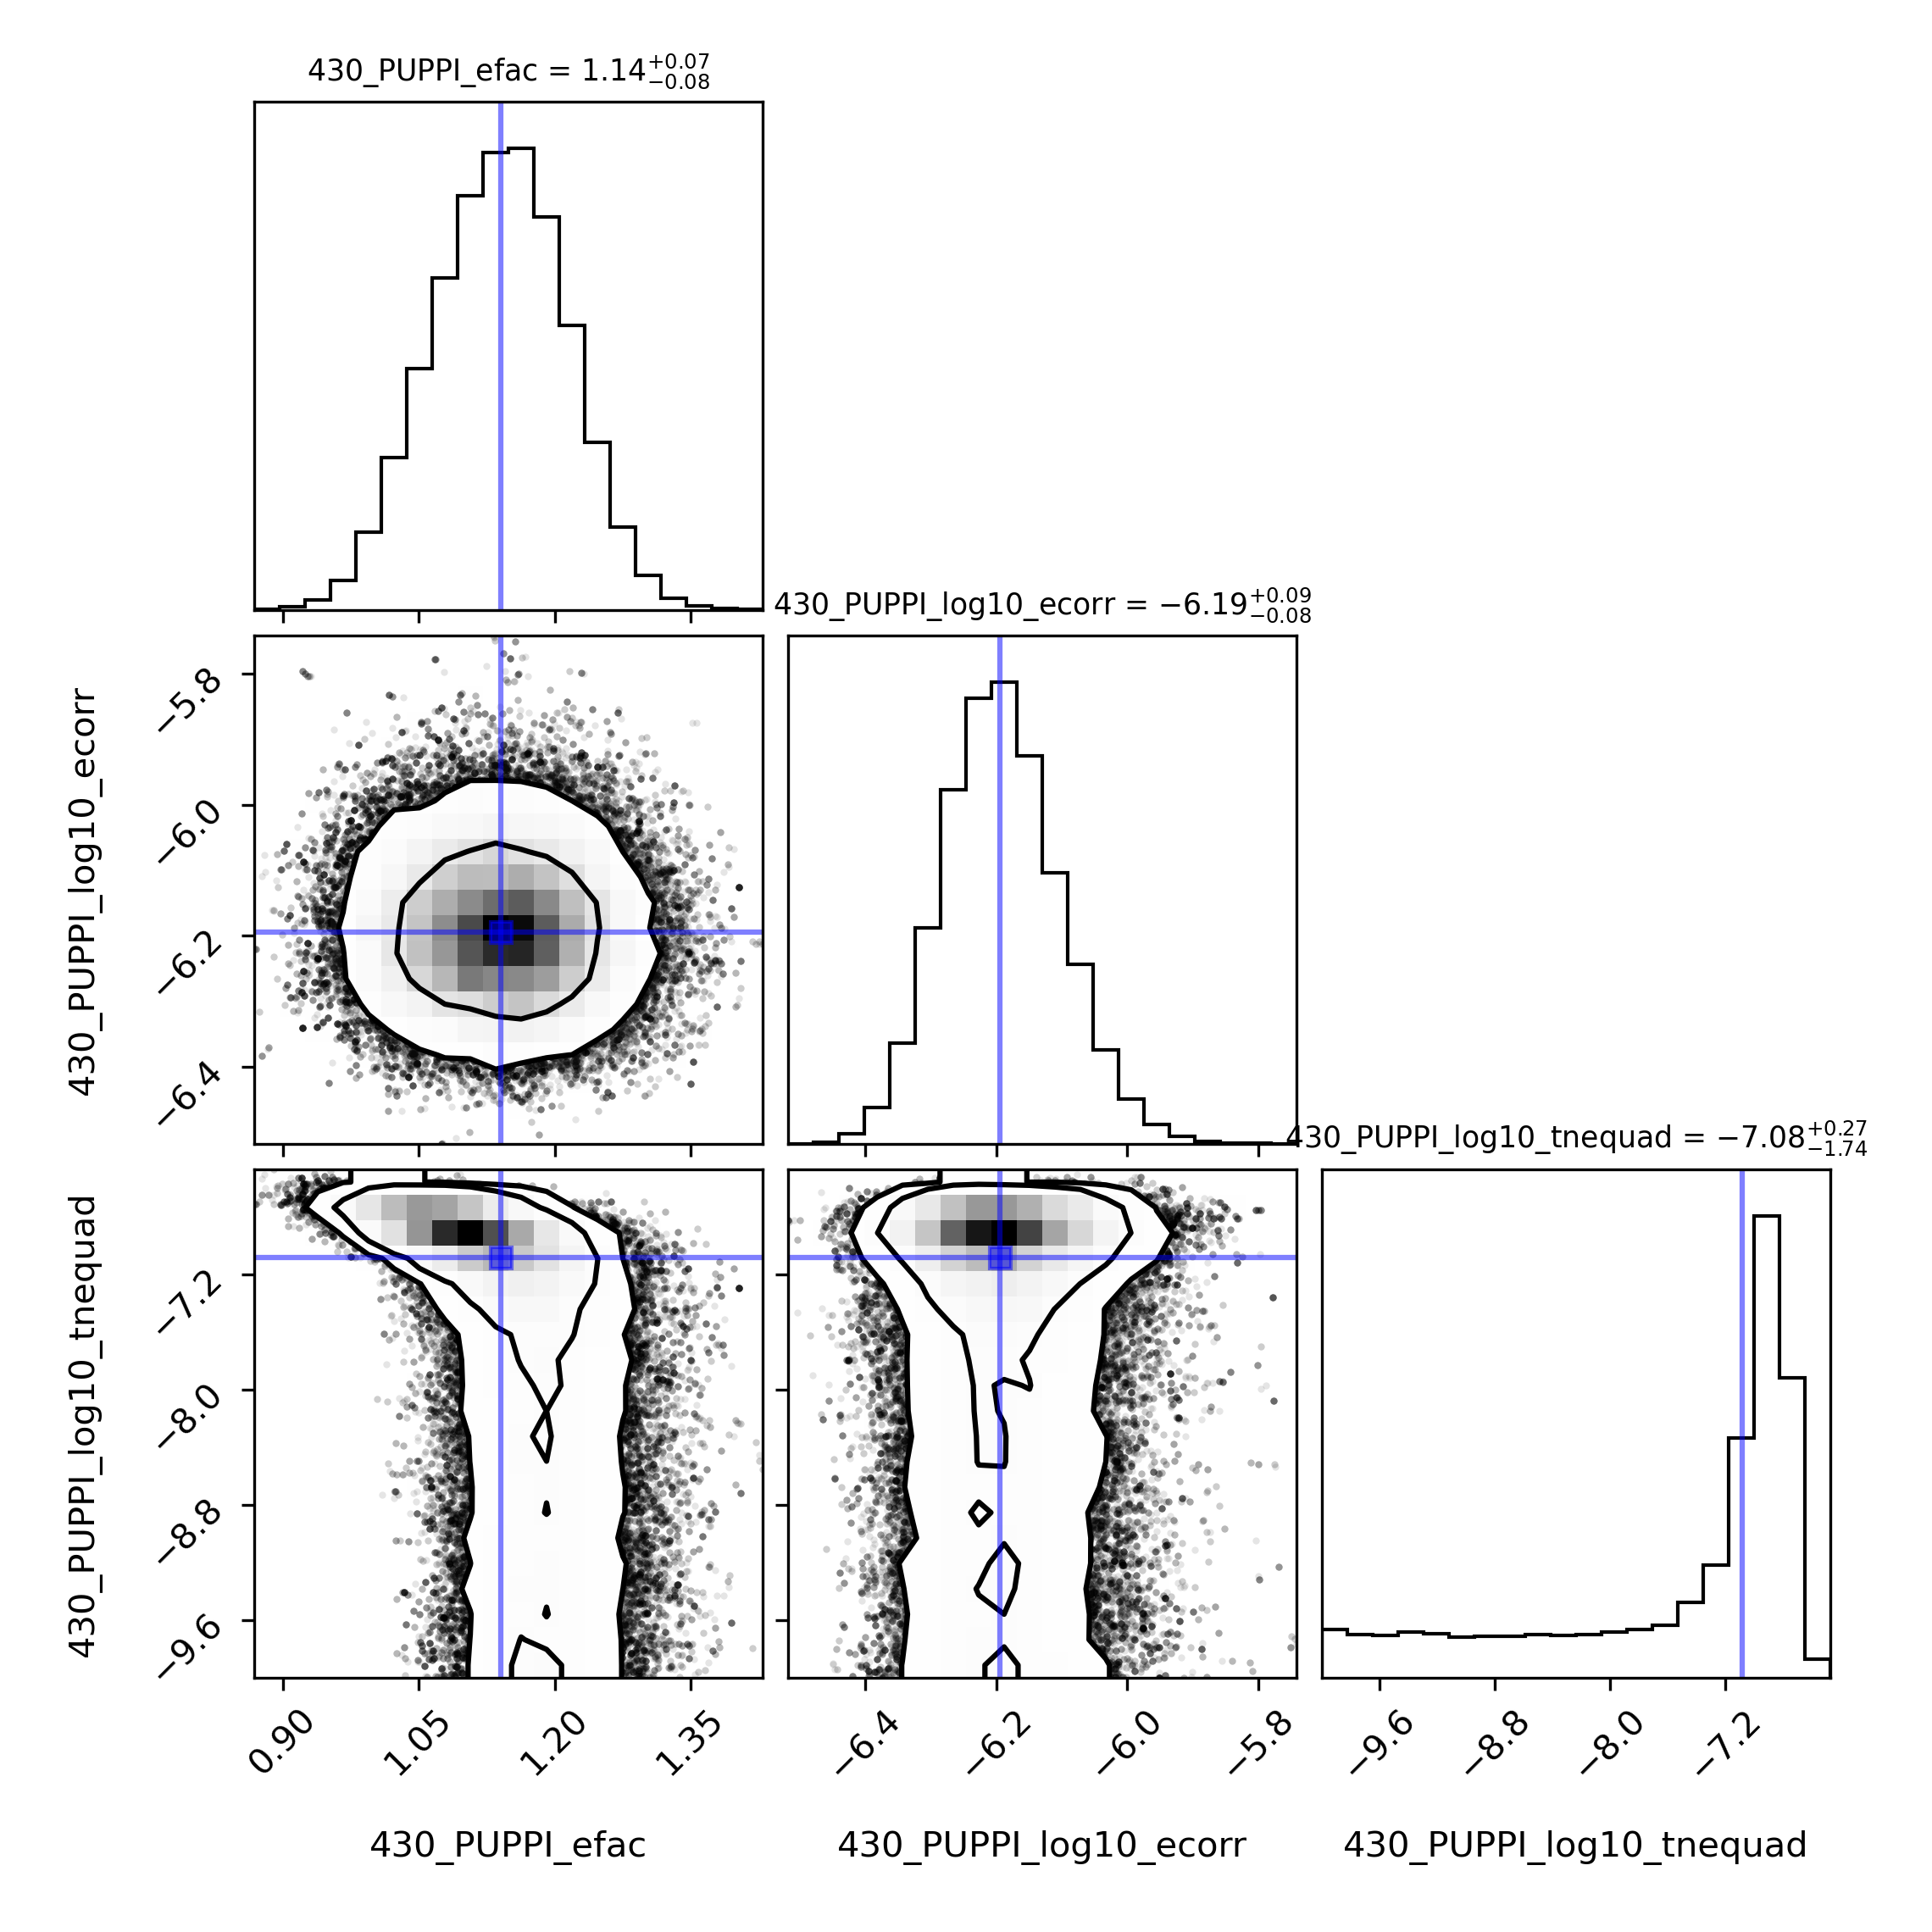 430_PUPPI_efac = 1.14+0.07−0.08
430_PUPPI_log10_ecorr = −6.19+0.09−0.08
−5.8
−6.0
−6.2
−6.4
430_PUPPI_log10_ecorr
430_PUPPI_log10_tnequad = −7.08+0.27−1.74
−7.2
−8.0
−8.8
−9.6
430_PUPPI_log10_tnequad
0.90 1.05 1.20 1.35
−6.4 −6.2 −6.0 −5.8
−9.6 −8.8 −8.0 −7.2
430_PUPPI_efac
430_PUPPI_log10_ecorr
430_PUPPI_log10_tnequad